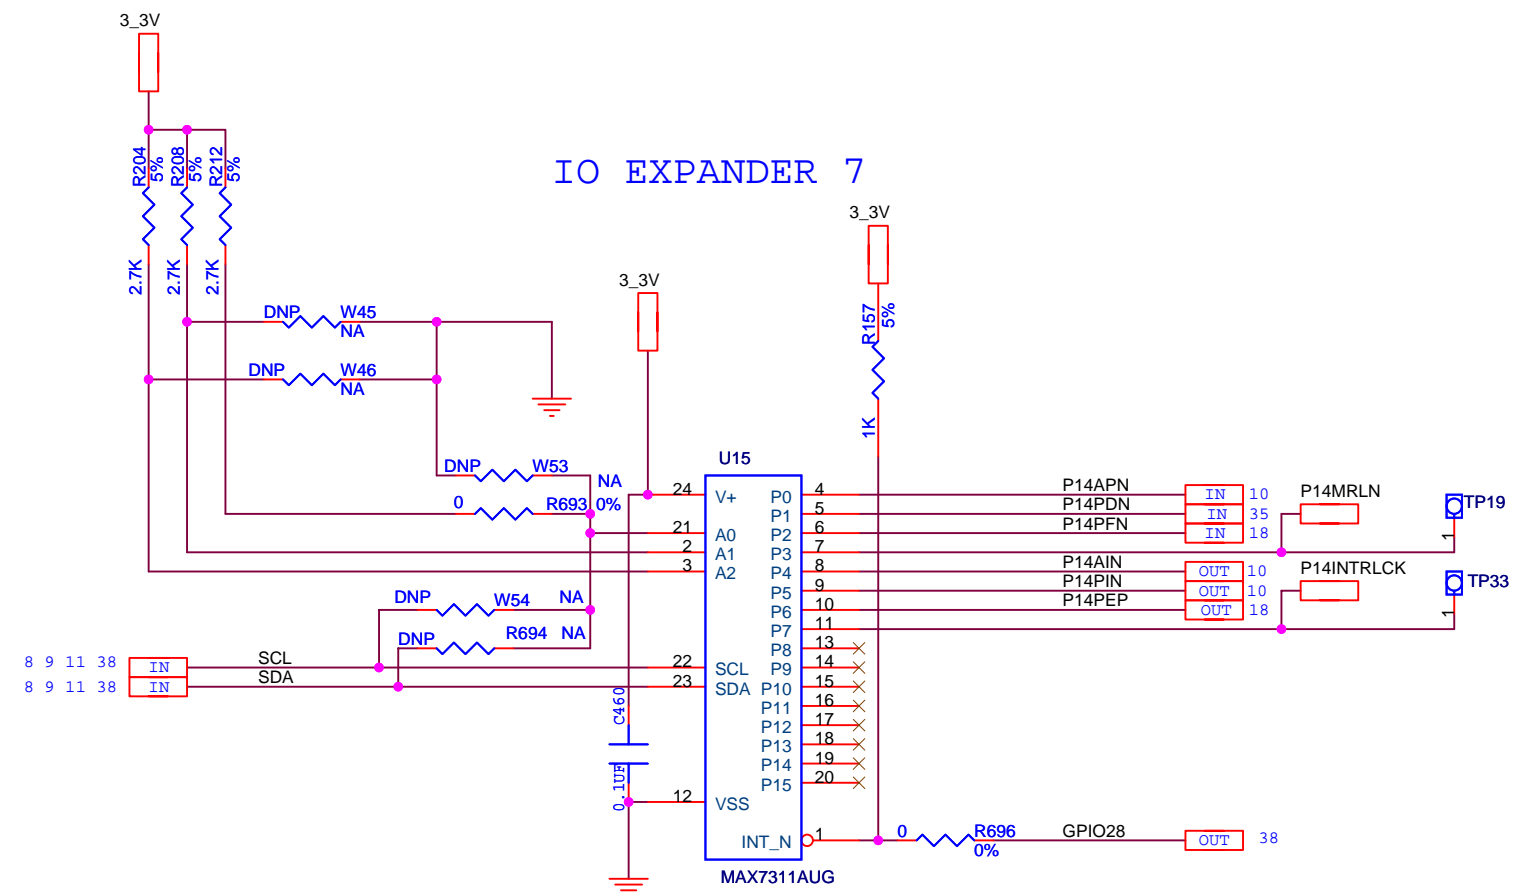 3_3V
R204
5%
R208
5%
R212
5%
2.7K
2.7K
2.7K
IO EXPANDER 7
3_3V
3_3V
R157
5%
1K
DNP W45
NA
DNP W46
NA
DNP W53 NA
0 R693 0%
DNP W54 NA
DNP R694 NA
8 9 11 38 IN SCL
8 9 11 38 IN SDA
C460
0.1UF
U15
24 V+ P0 4 P14APN IN 10
P1 5 P14PDN IN 35
21 A0 P2 6 P14PFN IN 18
2 A1 P3 7
3 A2 P4 8 P14AIN OUT 10
P5 9 P14PIN OUT 10
P6 10 P14PEP OUT 18
P7 11
P8 13
22 SCL P9 14
23 SDA P10 15
P11 16
P12 17
P13 18
P14 19
P15 20
12 VSS
INT_N 1 0 R696 GPIO28 OUT 38
0%
MAX7311AUG
P14MRLN TP19
1
P14INTRLCK TP33
1